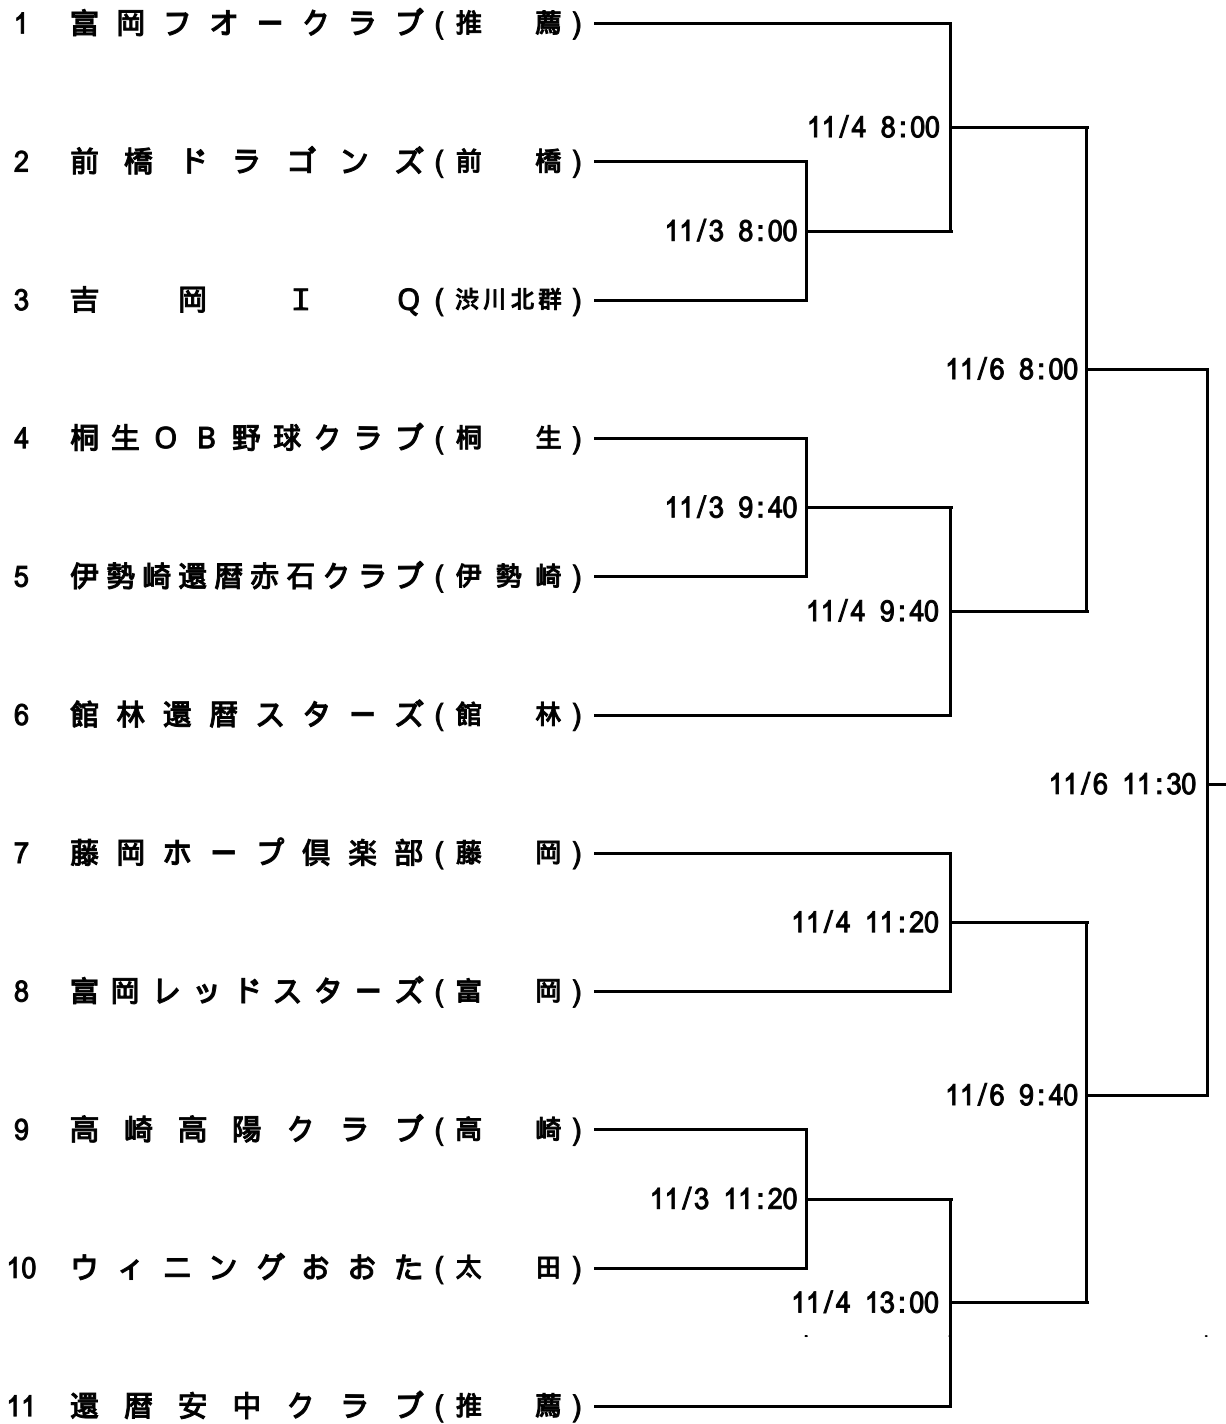 1 富岡フオークラブ(推薦)
11/4 8:00
2 前橋ドラゴンズ(前橋)
11/3 8:00
3 吉岡IQ(渋川北群)
11/6 8:00
4 桐生OB野球クラブ(桐生)
11/3 9:40
5 伊勢崎還暦赤石クラブ(伊勢崎)
11/4 9:40
6 館林還暦スターズ(館林)
11/6 11:30
7 藤岡ホープ倶楽部(藤岡)
11/4 11:20
8 富岡レッドスターズ(富岡)
11/6 9:40
9 高崎高陽クラブ(高崎)
11/3 11:20
10 ウィニングおおた(太田)
11/4 13:00
11 還暦安中クラブ(推薦)